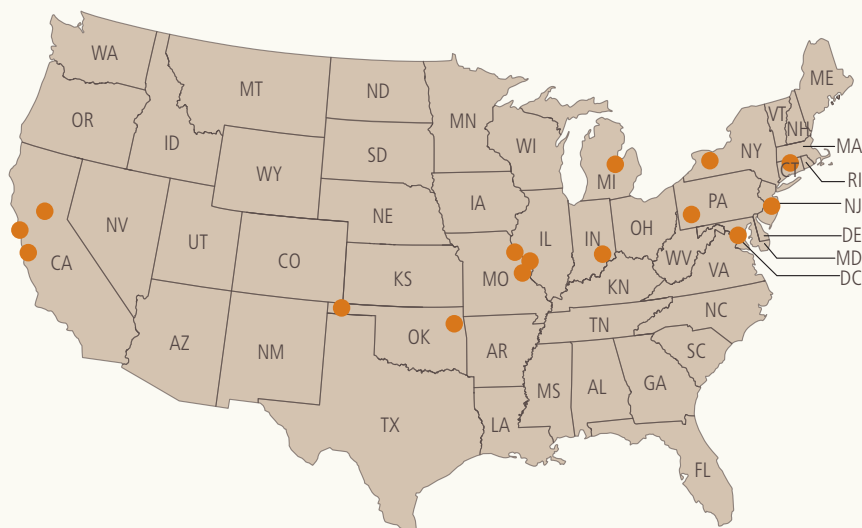 WA
MT
ND
MN
ME
VT
NH
OR
ID
SD
WI
NY
MA
WY
MI
CT
RI
NE
IA
PA
NJ
NV
UT
CO
IL
IN
OH
DE
CA
KS
MO
WV
MD
VA
DC
KN
NC
AZ
NM
OK
AR
TN
SC
MS
AL
GA
TX
LA
FL